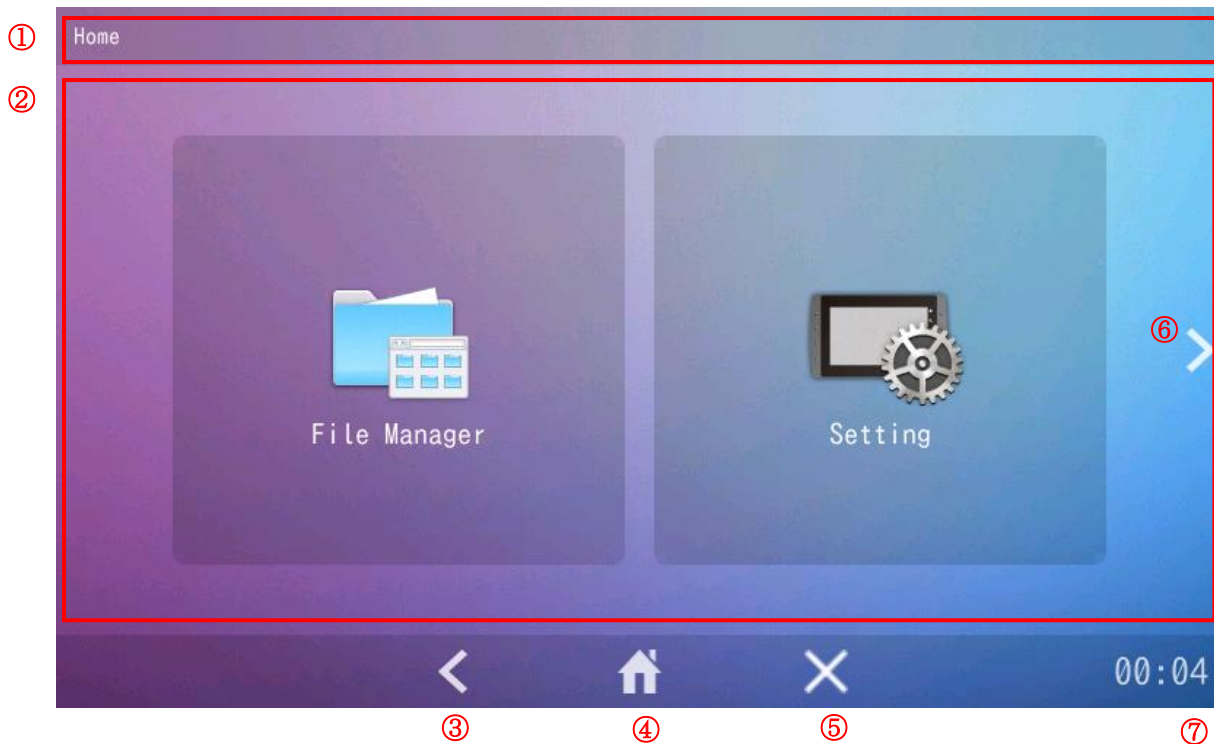 ①
Home
②
⑥
File Manager
Setting
00:04
③ ④ ⑤ ⑦